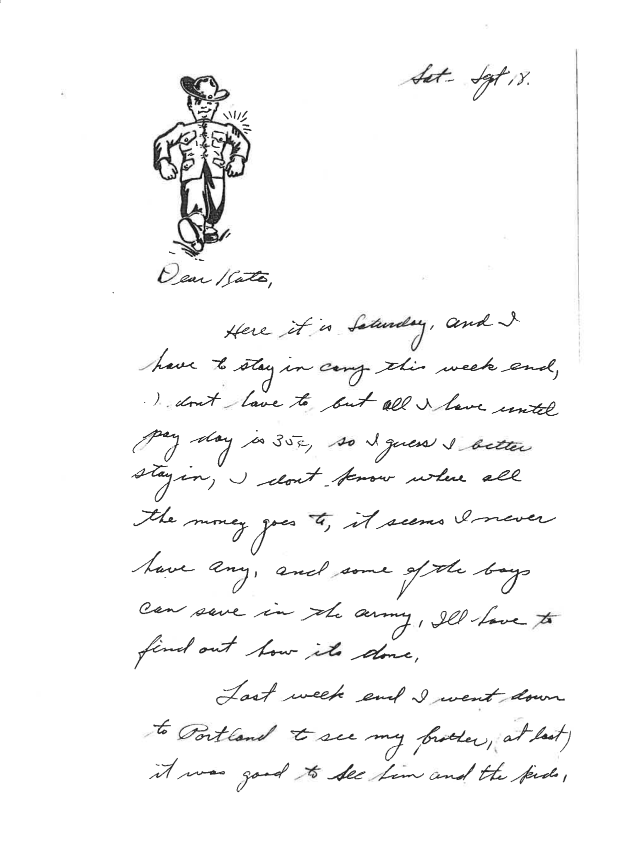 Sat - Sept 18.
Dear Kate,
Here it is Saturday, and I
have to stay in camp this week end,
I dont have to but all I have until
pay day is 35¢, so I guess I better
stay in, I dont know where all
the money goes to, it seems I never
have any, and some of the boys
can save in the army, Ill have to
find out how its done.
Last week end I went down
to Portland to see my brother, (at last)
it was good to see him and the kids,